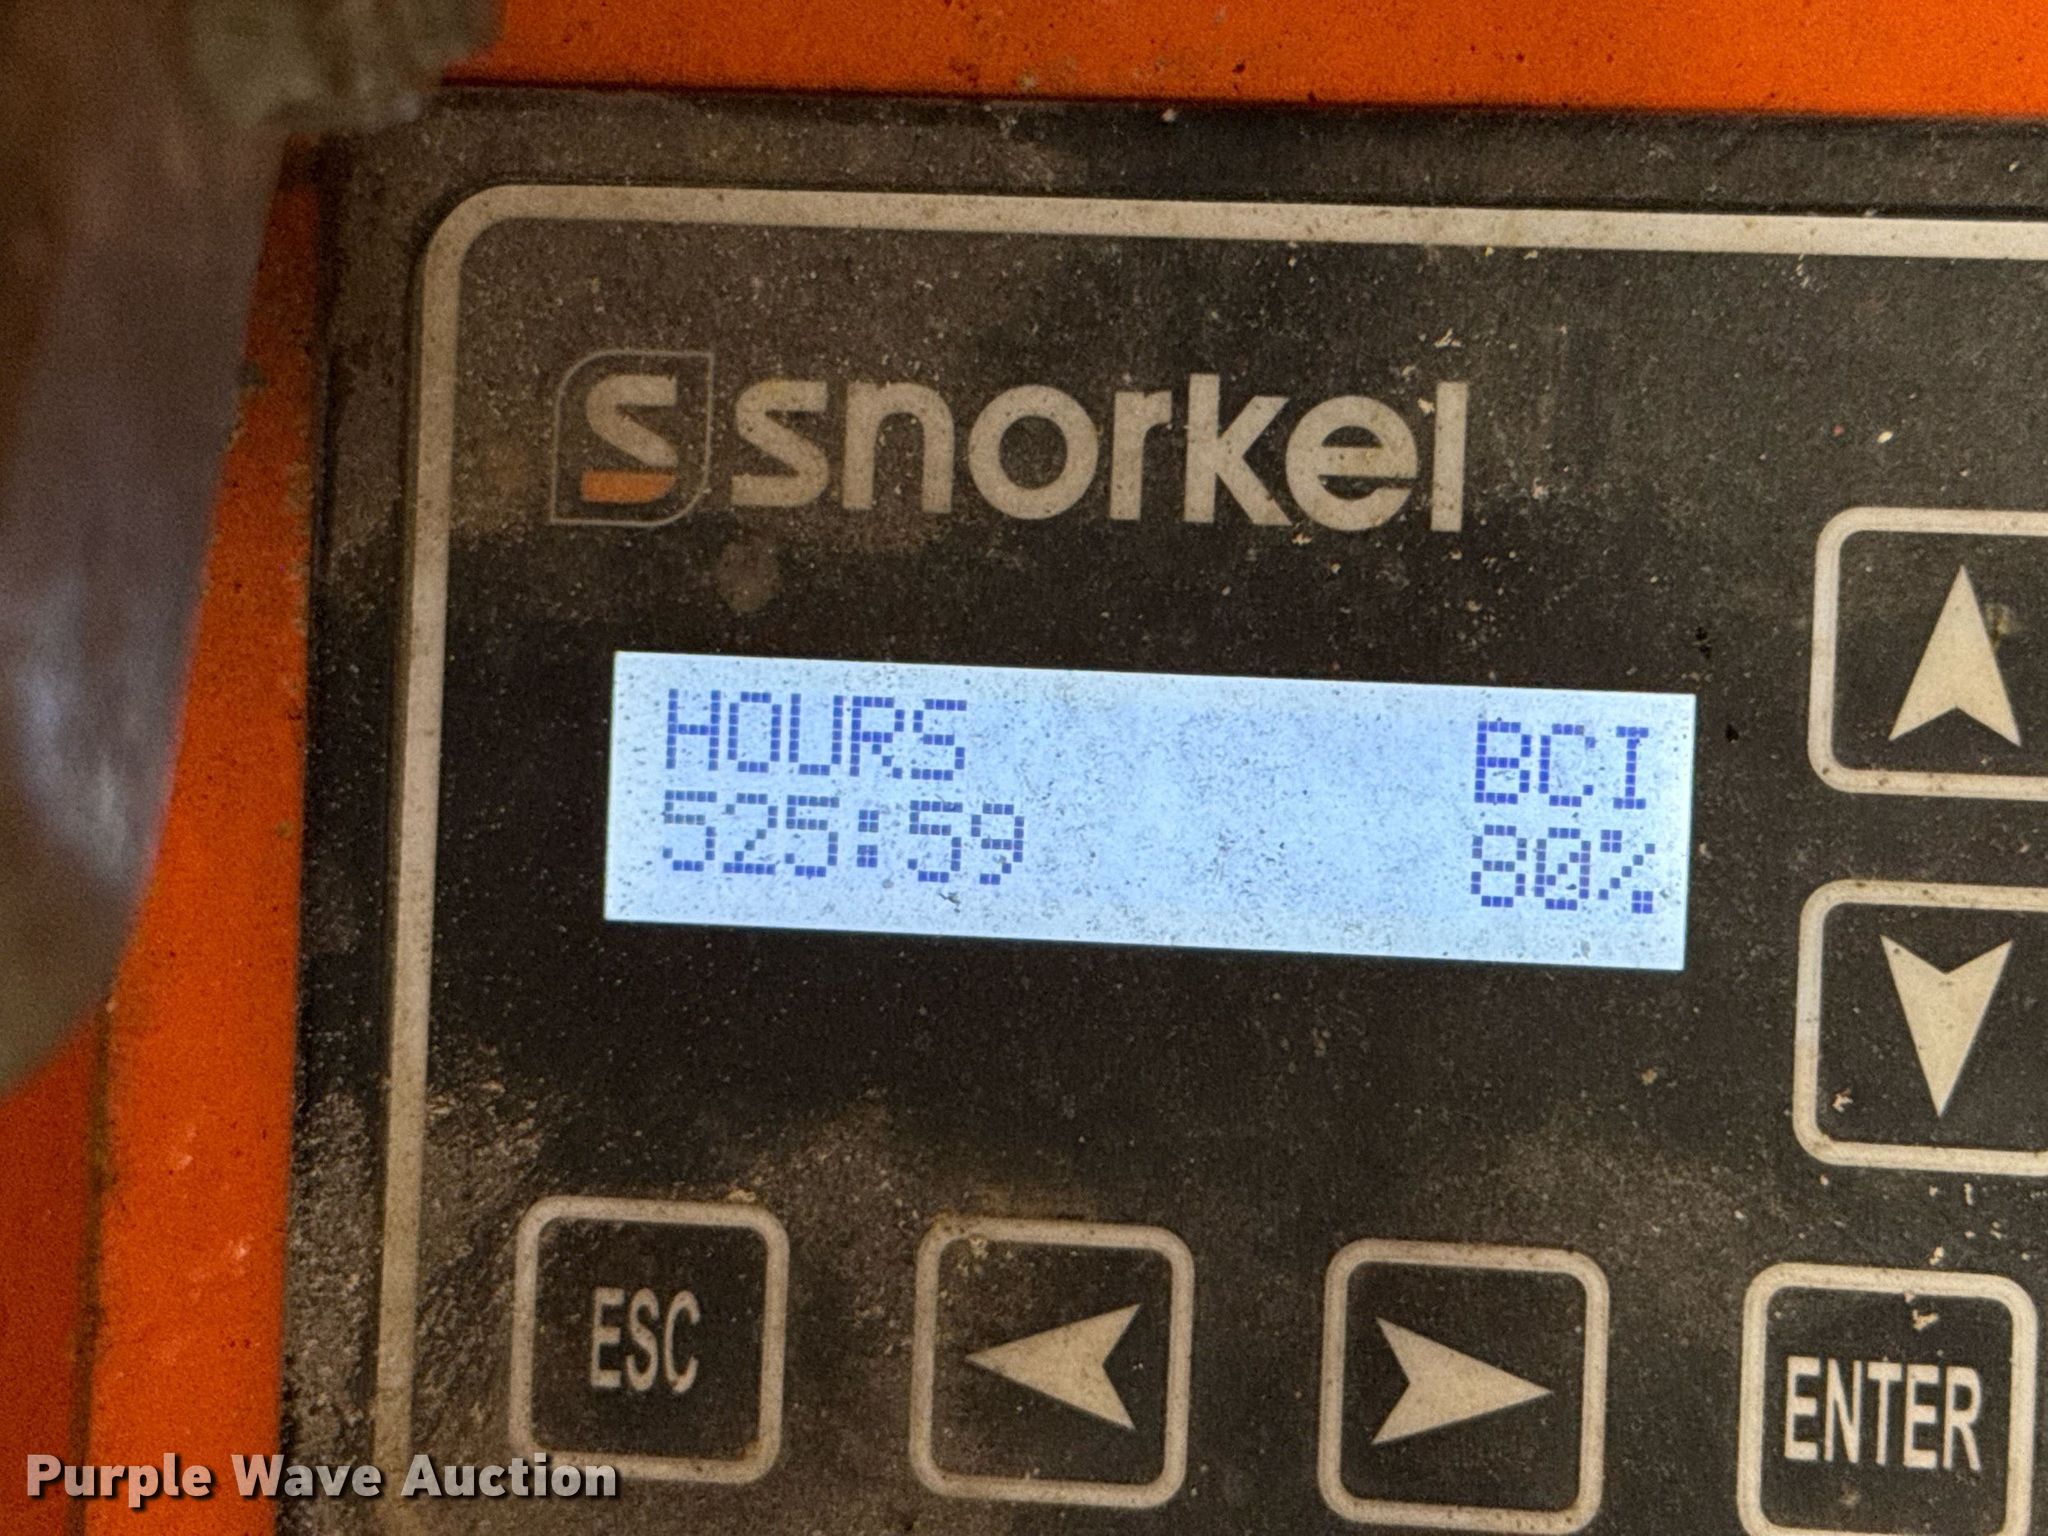 snorkel
HOURS BCI
525:59 80%
ESC
ENTER
Purple Wave Auction